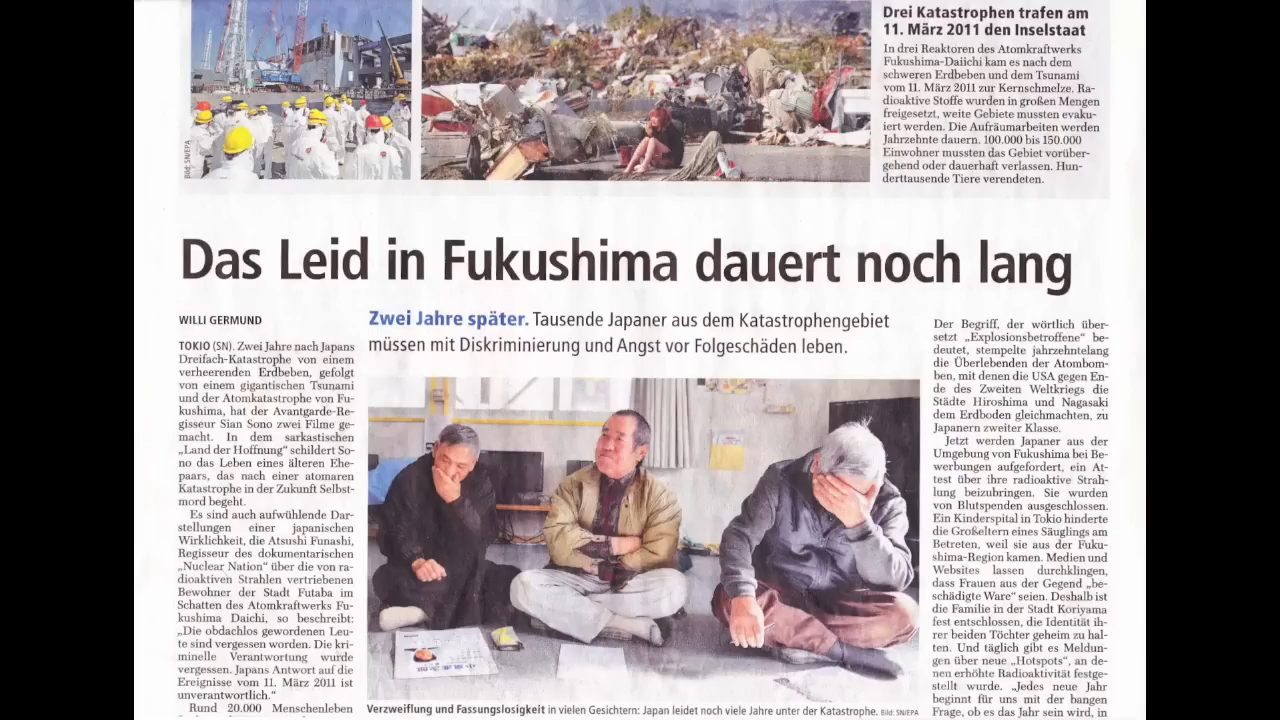 Bild: SN/EPA
Drei Katastrophen trafen am
11. März 2011 den Inselstaat
In drei Reaktoren des Atomkraftwerks
Fukushima-Daiichi kam es nach dem
schweren Erdbeben und dem Tsunami
vom 11. März 2011 zur Kernschmelze. Ra-
dioaktive Stoffe wurden in großen Mengen
freigesetzt, weite Gebiete mussten evaku-
iert werden. Die Aufräumarbeiten werden
Jahrzehnte dauern. 100.000 bis 150.000
Einwohner mussten das Gebiet vorüber-
gehend oder dauerhaft verlassen. Hun-
derttausende Tiere verendeten.
Das Leid in Fukushima dauert noch lang
WILLI GERMUND
TOKIO (SN). Zwei Jahre nach Japans
Dreifach-Katastrophe von einem
verheerenden Erdbeben, gefolgt
von einem gigantischen Tsunami
und der Atomkatastrophe von Fu-
kushima, hat der Avantgarde-Re-
gisseur Sian Sono zwei Filme ge-
macht. In dem sarkastischen
„Land der Hoffnung“ schildert So-
no das Leben eines älteren Ehe-
paars, das nach einer atomaren
Katastrophe in der Zukunft Selbst-
mord begeht.
Es sind auch aufwühlende Dar-
stellungen einer japanischen
Wirklichkeit, die Atsushi Funashi,
Regisseur des dokumentarischen
„Nuclear Nation“ über die von ra-
dioaktiven Strahlen vertriebenen
Bewohner der Stadt Futaba im
Schatten des Atomkraftwerks Fu-
kushima Daichi, so beschreibt:
„Die obdachlos gewordenen Leu-
te sind vergessen worden. Die kri-
minelle Verantwortung wurde
vergessen. Japans Antwort auf die
Ereignisse vom 11. März 2011 ist
unverantwortlich.“
Rund 20.000 Menschenleben
Zwei Jahre später. Tausende Japaner aus dem Katastrophengebiet
müssen mit Diskriminierung und Angst vor Folgeschäden leben.
Verzweiflung und Fassungslosigkeit in vielen Gesichtern: Japan leidet noch viele Jahre unter der Katastrophe. Bild: SN/EPA
Der Begriff, der wörtlich über-
setzt „Explosionsbetroffene“ be-
deutet, stempelte jahrzehntelang
die Überlebenden der Atombom-
ben, mit denen die USA gegen En-
de des Zweiten Weltkriegs die
Städte Hiroshima und Nagasaki
dem Erdboden gleichmachten, zu
Japanern zweiter Klasse.
Jetzt werden Japaner aus der
Umgebung von Fukushima bei Be-
werbungen aufgefordert, ein At-
test über ihre radioaktive Strah-
lung beizubringen. Sie wurden
von Blutspenden ausgeschlossen.
Ein Kinderspital in Tokio hinderte
die Großeltern eines Säuglings am
Betreten, weil sie aus der Fuku-
shima-Region kamen. Medien und
Websites lassen durchklingen,
dass Frauen aus der Gegend „be-
schädigte Ware“ seien. Deshalb ist
die Familie in der Stadt Koriyama
fest entschlossen, die Identität ih-
rer beiden Töchter geheim zu hal-
ten. Und täglich gibt es Meldun-
gen über neue „Hotspots“, an de-
nen erhöhte Radioaktivität festge-
stellt wurde. „Jedes neue Jahr
beginnt für uns mit der bangen
Frage, ob es das Jahr sein wird, in